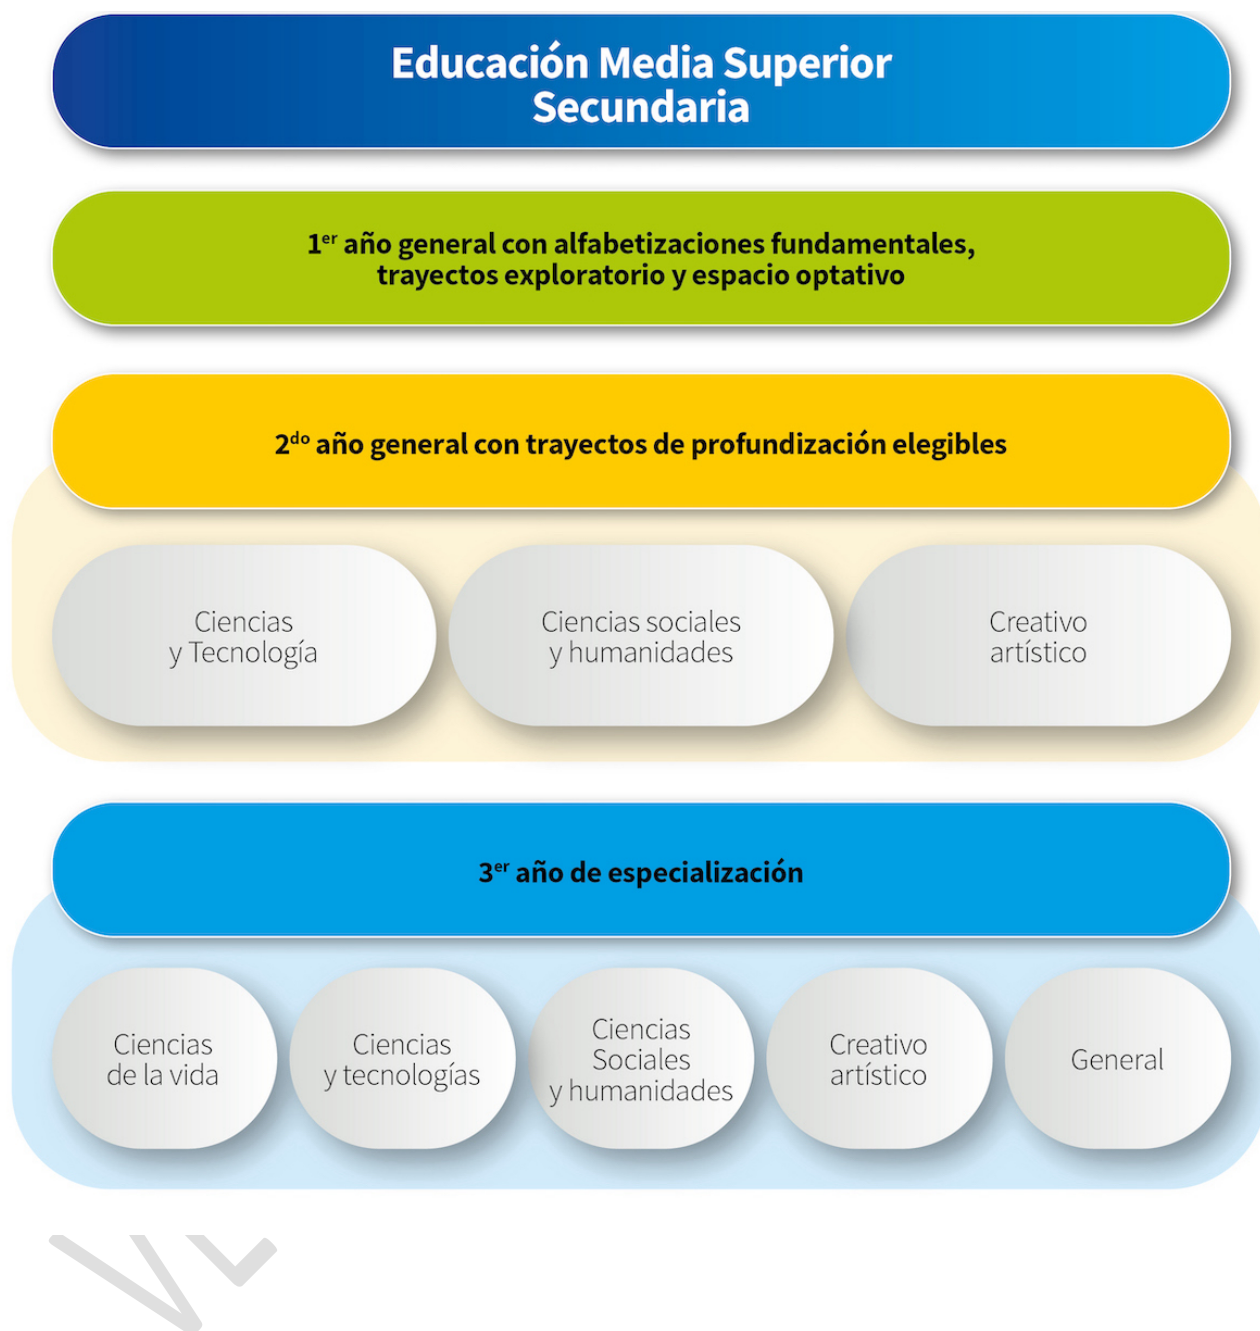 Educación Media Superior
Secundaria
1er año general con alfabetizaciones fundamentales,
trayectos exploratorio y espacio optativo
2do año general con trayectos de profundización elegibles
Ciencias
y Tecnología
Ciencias sociales
y humanidades
Creativo
artístico
3er año de especialización
Ciencias
de la vida
Ciencias
y tecnologías
Ciencias
Sociales
y humanidades
Creativo
artístico
General